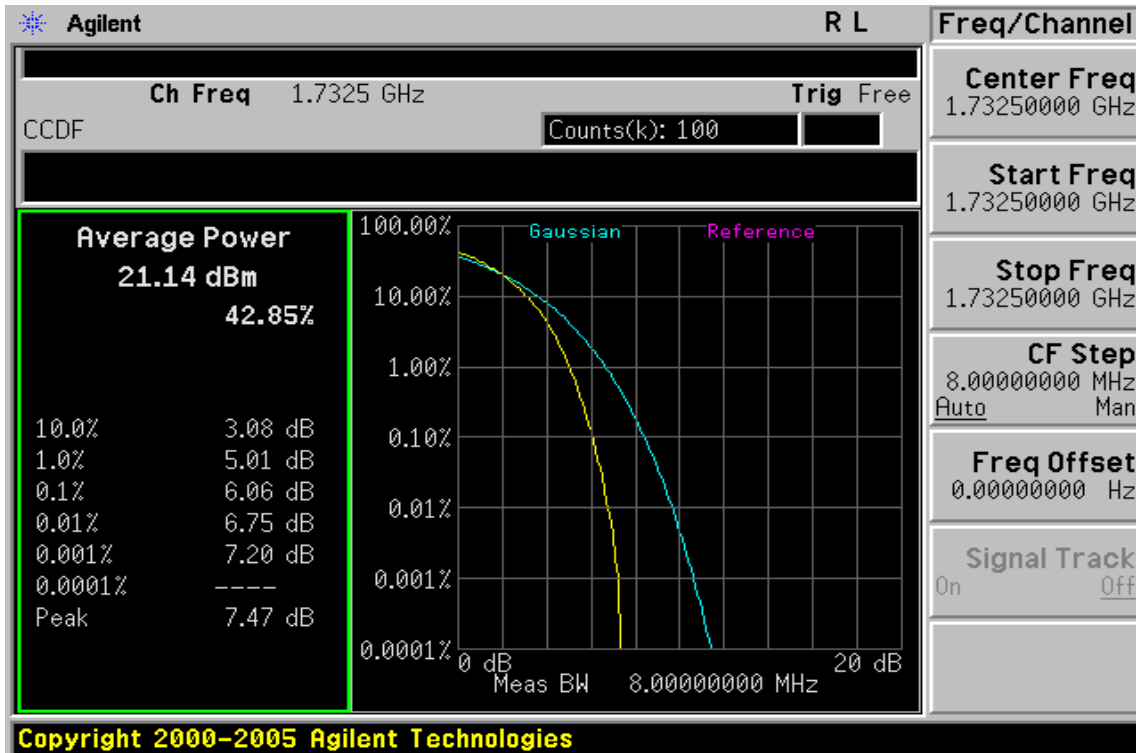 Agilent R L Freq/Channel
Ch Freq 1.7325 GHz Trig Free
CCDF Counts(k): 100
Center Freq
1.73250000 GHz
Start Freq
1.73250000 GHz
Stop Freq
1.73250000 GHz
CF Step
8.00000000 MHz
Auto Man
Freq Offset
0.00000000 Hz
Signal Track
On Off
Average Power
21.14 dBm
42.85%
10.0% 3.08 dB
1.0% 5.01 dB
0.1% 6.06 dB
0.01% 6.75 dB
0.001% 7.20 dB
0.0001% ----
Peak 7.47 dB
Gaussian Reference
100.00%
10.00%
1.00%
0.10%
0.01%
0.001%
0.0001%
0 dB 20 dB
Meas BW 8.00000000 MHz
Copyright 2000-2005 Agilent Technologies